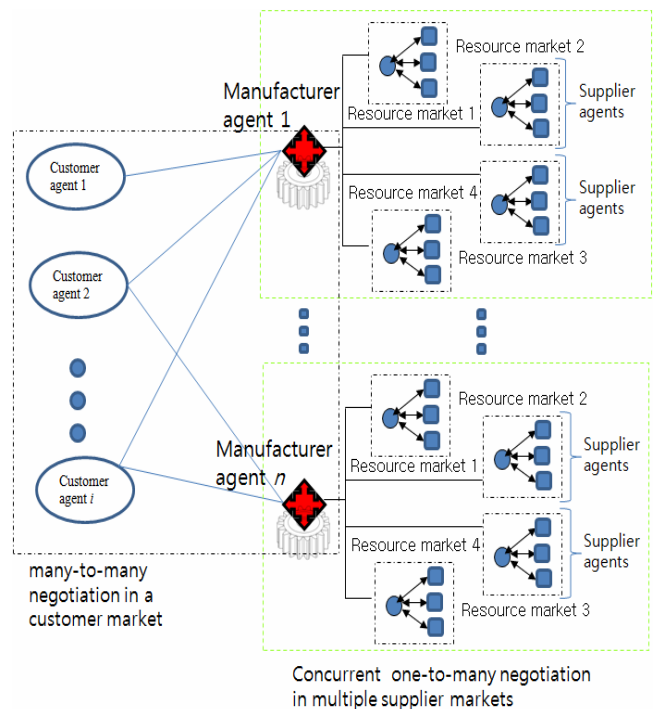 Resource market 2
Manufacturer
agent 1
Resource market 1
Supplier
agents
Customer
agent 1
Resource market 4
Supplier
agents
Customer
agent 2
Resource market 3
Resource market 2
Manufacturer
agent n
Resource market 1
Supplier
agents
Customer
agent i
Resource market 4
Supplier
agents
Resource market 3
many-to-many
negotiation in a
customer market
Concurrent one-to-many negotiation
in multiple supplier markets